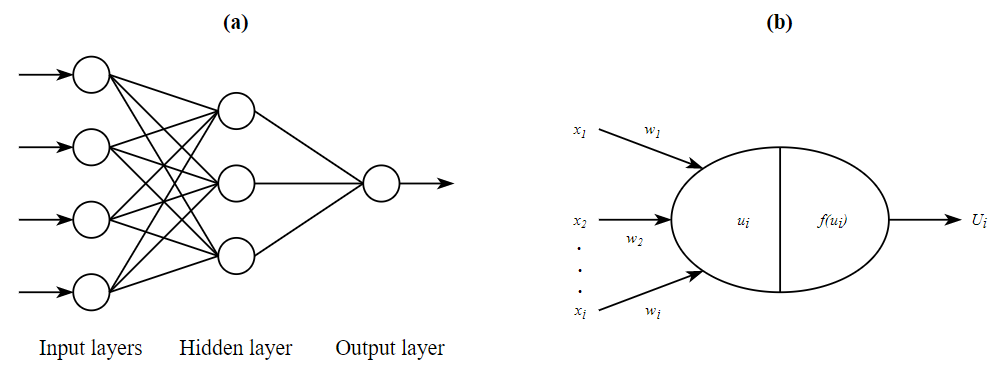 (a)
Input layers Hidden layer Output layer
(b)
x1 w1
x2 w2
.
.
.
xi wi
ui f(ui) Ui